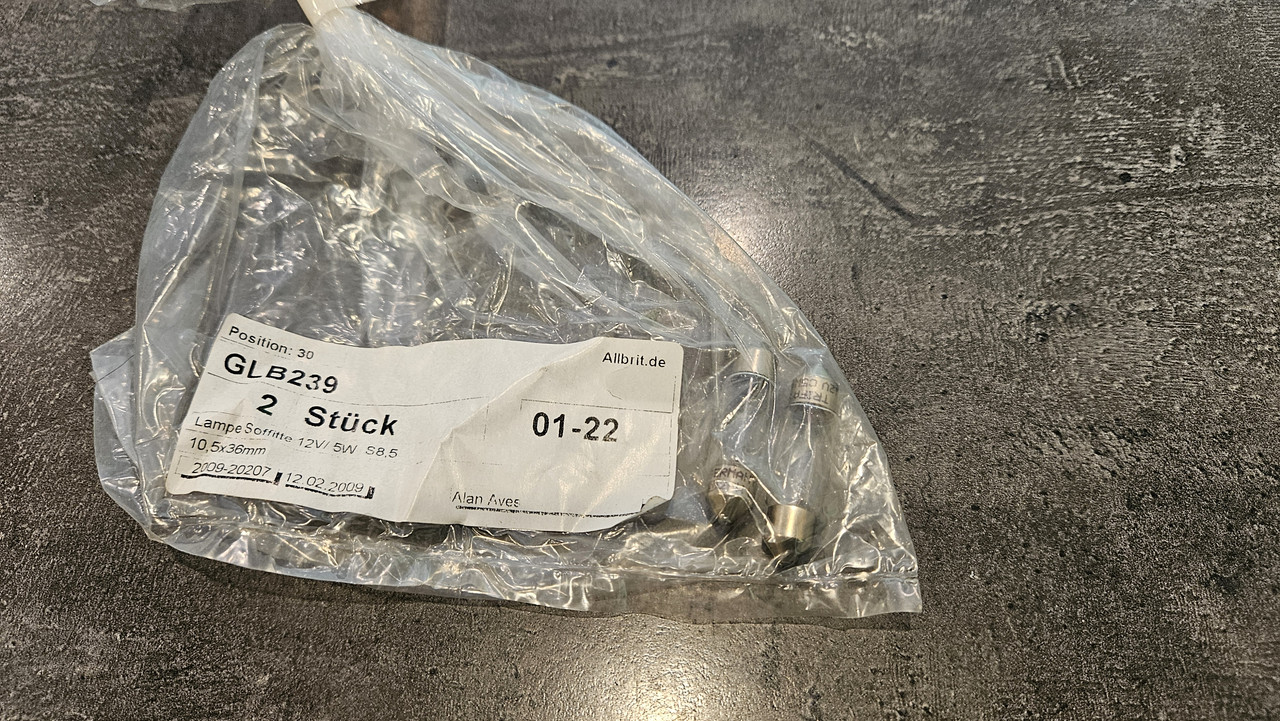 Position: 30
Allbrit.de
GLB239
2 Stück
01-22
Lampe Soffitte 12V/ 5W S8,5
10,5x36mm
2009-20207 12.02.2009
Alan Aves